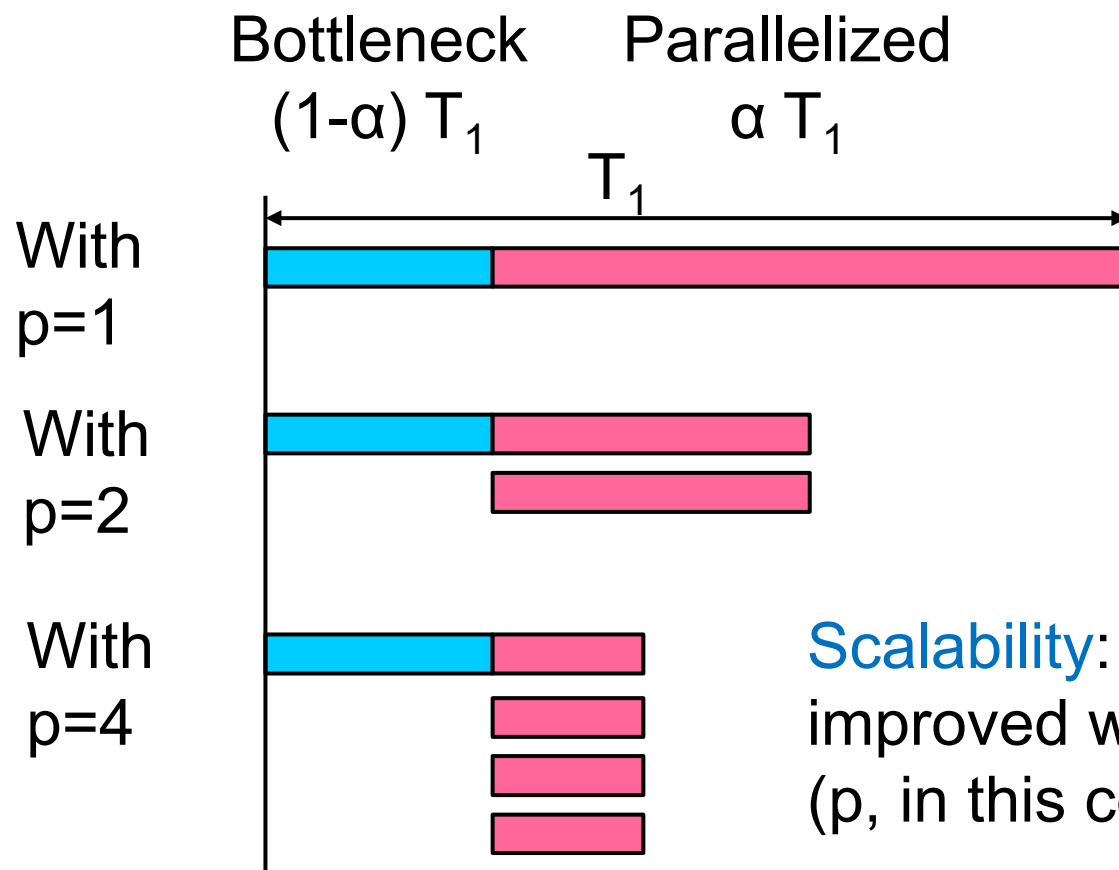 Bottleneck Parallelized
(1-α) T₁ α T₁
T₁
With
p=1
With
p=2
With
p=4
Scalability:
improved
(p, in this